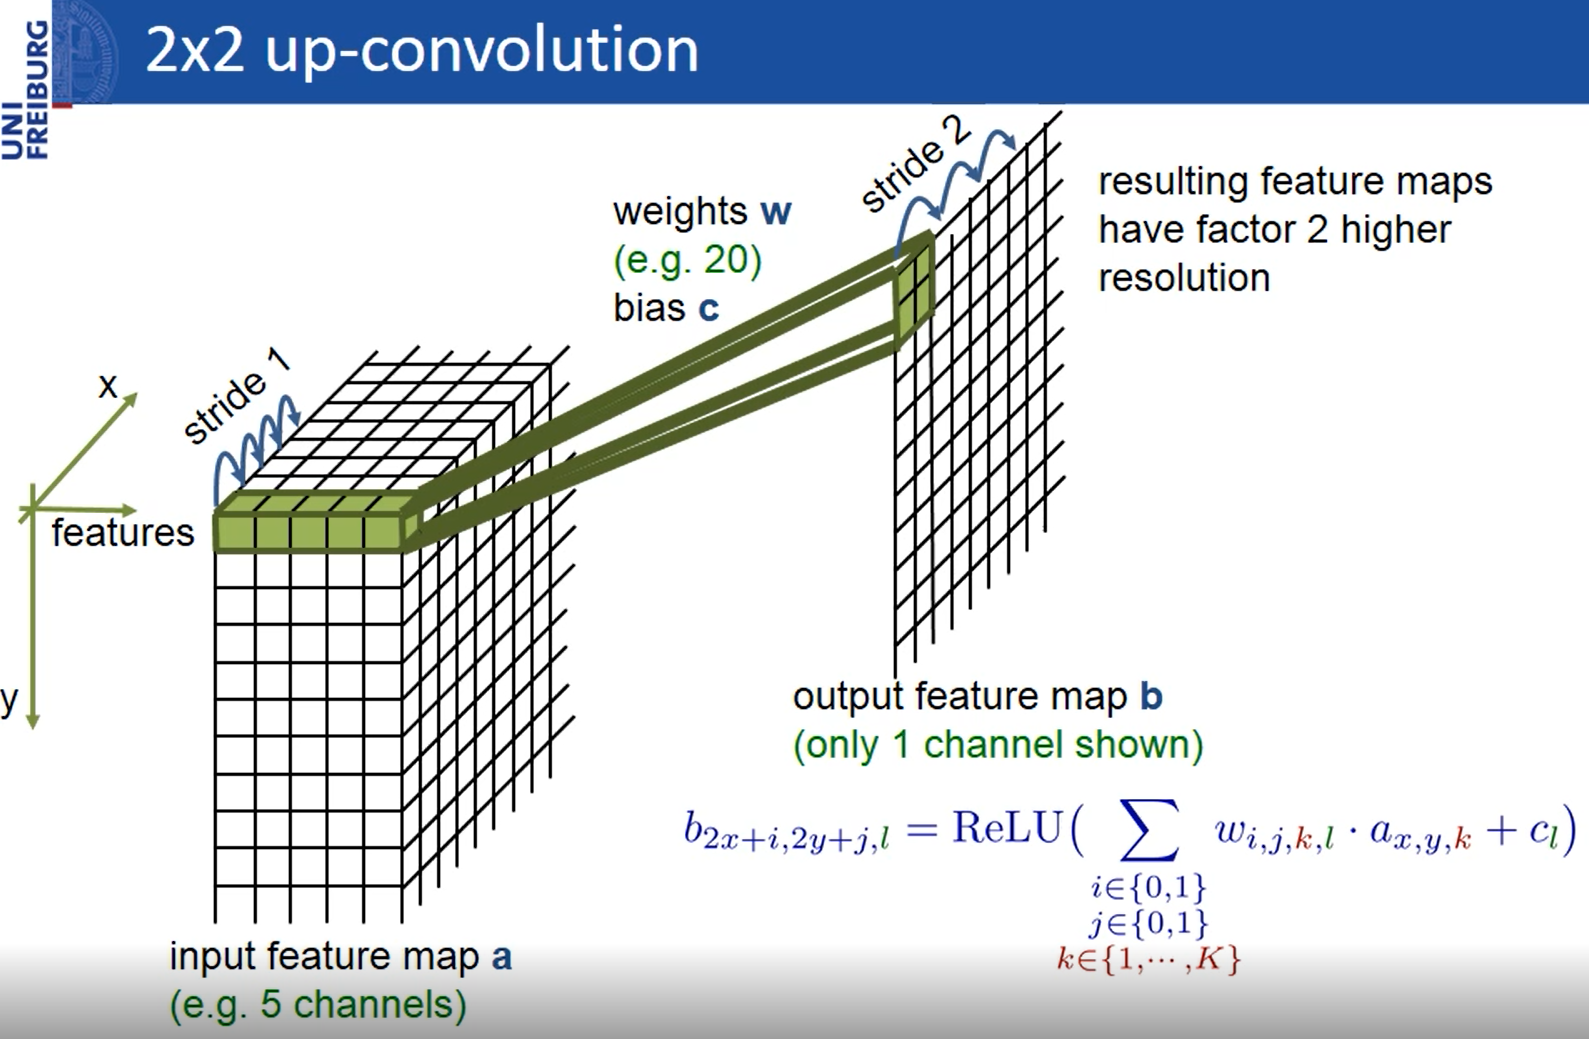 UNI
FREIBURG
2x2 up-convolution
stride 2
resulting feature maps
have factor 2 higher
resolution
weights w
(e.g. 20)
bias c
stride 1
x
features
y
output feature map b
(only 1 channel shown)
b_{2x+i,2y+j,l} = ReLU( ∑ w_{i,j,k,l} · a_{x,y,k} + c_l )
i∈{0,1}
j∈{0,1}
k∈{1,⋯,K}
input feature map a
(e.g. 5 channels)